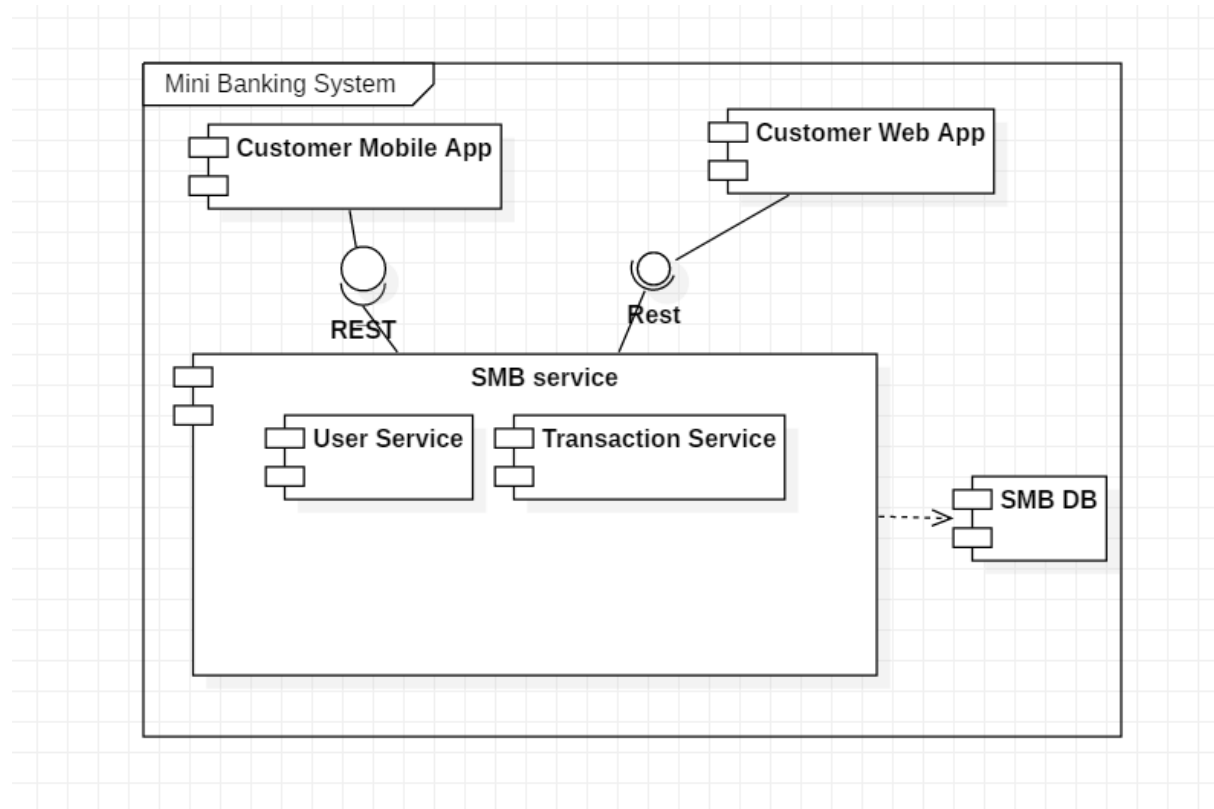 Mini Banking System
Customer Mobile App
Customer Web App
REST
Rest
SMB service
User Service
Transaction Service
SMB DB